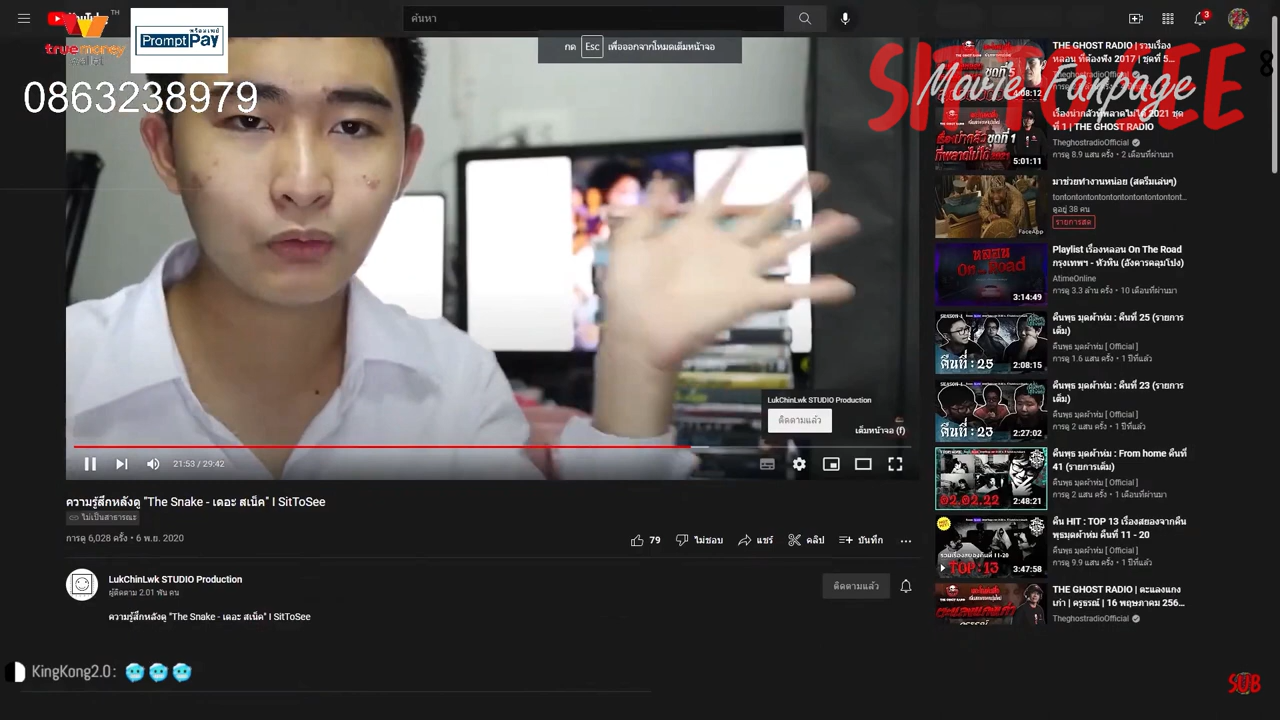 TH
truemoney
wallet
พร้อมเพย์
PromptPay
0863238979
ค้นหา
3
กด Esc เพื่อออกจากโหมดเต็มหน้าจอ
SITTOSEE
Movie Fanprge
8
THE GHOST RADIO | รวมเรื่อง
หลอน ที่ต้องฟัง 2017 | ชุดที่ 5...
TheghostradioOfficial
4:08:12
เรื่องน่ากลัวที่พลาดไม่ได้ 2021 ชุด
ที่ 1 | THE GHOST RADIO
TheghostradioOfficial
การดู 8.9 แสน ครั้ง • 2 เดือนที่ผ่านมา
5:01:11
มาช่วยทำงานหน่อย (สตรีมเล่นๆ)
tontontontontontontontontontont...
ดูอยู่ 38 คน
รายการสด
FaceApp
Playlist เรื่องหลอน On The Road
กรุงเทพฯ - หัวหิน (อังคารคลุมโปง)
AtimeOnline
การดู 3.3 ล้าน ครั้ง • 10 เดือนที่ผ่านมา
หลอน
On The Road
3:14:49
คืนพุธ มุดผ้าห่ม : คืนที่ 25 (รายการ
เต็ม)
คืนพุธ มุดผ้าห่ม [ Official ]
การดู 1.6 แสน ครั้ง • 1 ปีที่แล้ว
คืนที่ : 25
2:08:15
คืนพุธ มุดผ้าห่ม : คืนที่ 23 (รายการ
เต็ม)
คืนพุธ มุดผ้าห่ม [ Official ]
การดู 2 แสน ครั้ง • 1 ปีที่แล้ว
คืนที่ : 23
2:27:02
คืนพุธ มุดผ้าห่ม : From home คืนที่
41 (รายการเต็ม)
คืนพุธ มุดผ้าห่ม [ Official ]
การดู 2 แสน ครั้ง • 1 เดือนที่ผ่านมา
02.02.22
2:48:21
คืน HIT : TOP 13 เรื่องสยองจากคืน
พุธมุดผ้าห่ม คืนที่ 11 - 20
คืนพุธ มุดผ้าห่ม [ Official ]
การดู 9.9 แสน ครั้ง • 1 ปีที่แล้ว
TOP:13
3:47:58
THE GHOST RADIO | ตะแลงแกง
เก่า | ครูธรณ์ | 16 พฤษภาคม 256...
TheghostradioOfficial
LukChinLwk STUDIO Production
ติดตามแล้ว
เต็มหน้าจอ (f)
21:53 / 29:42
ความรู้สึกหลังดู "The Snake - เดอะ สเน็ค" I SitToSee
ไม่เป็นสาธารณะ
การดู 6,028 ครั้ง • 6 พ.ย. 2020
79 ไม่ชอบ แชร์ คลิป บันทึก ...
LukChinLwk STUDIO Production
ผู้ติดตาม 2.01 พัน คน
ติดตามแล้ว
ความรู้สึกหลังดู "The Snake - เดอะ สเน็ค" I SitToSee
KingKong2.0:
SUB